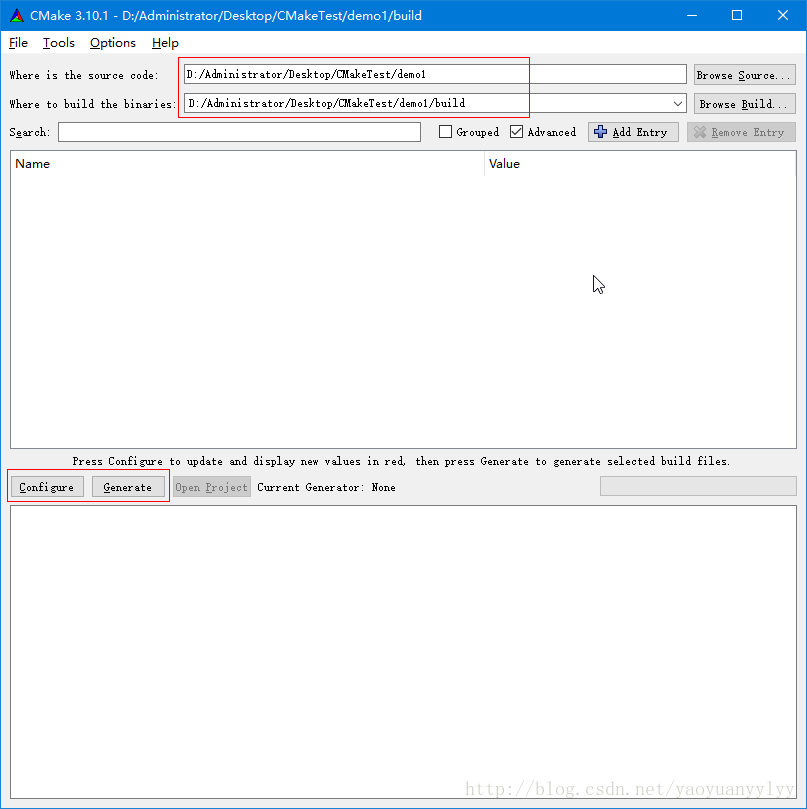 CMake 3.10.1 - D:/Administrator/Desktop/CMakeTest/demo1/build
File Tools Options Help
Where is the source code: D:/Administrator/Desktop/CMakeTest/demo1 Browse Source...
Where to build the binaries: D:/Administrator/Desktop/CMakeTest/demo1/build Browse Build...
Search: Grouped Advanced Add Entry Remove Entry
Name Value
Press Configure to update and display new values in red, then press Generate to generate selected build files.
Configure Generate Open Project Current Generator: None
http://blog.csdn.net/yaoyuanyylyy